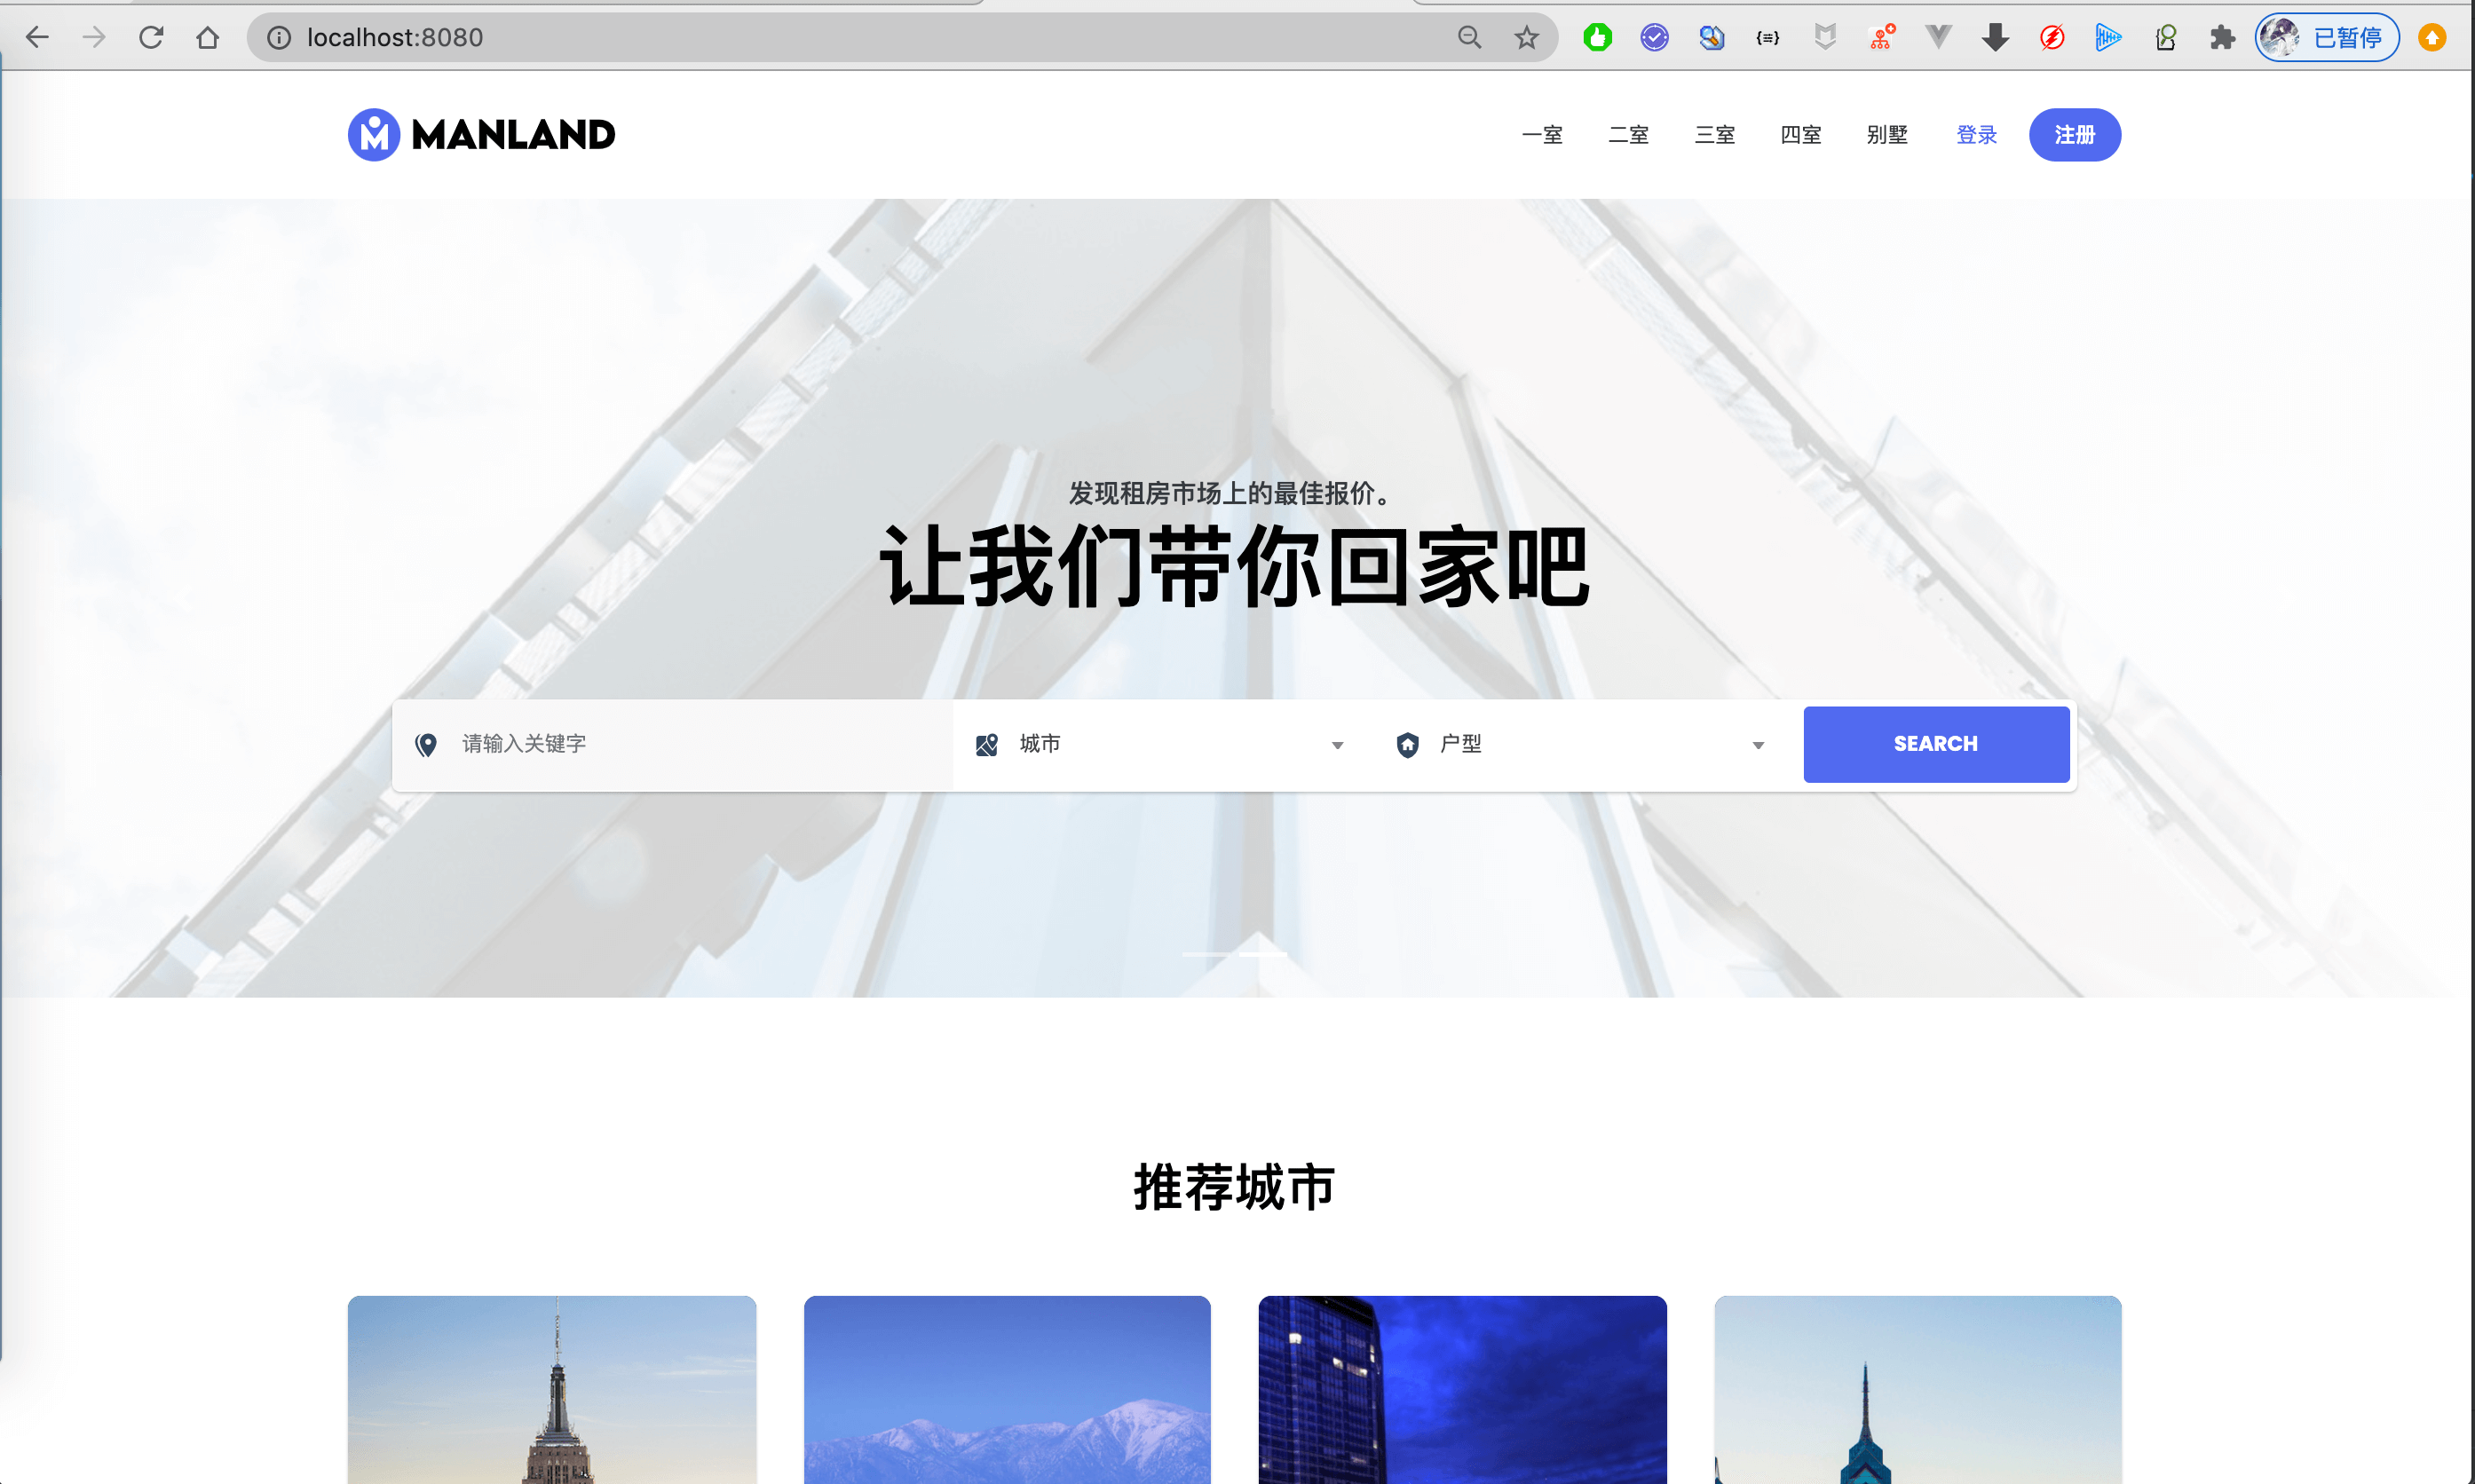 localhost:8080
已暂停
MANLAND
一室 二室 三室 四室 别墅 登录 注册
发现租房市场上的最佳报价。
让我们带你回家吧
请输入关键字 城市 户型 SEARCH
推荐城市